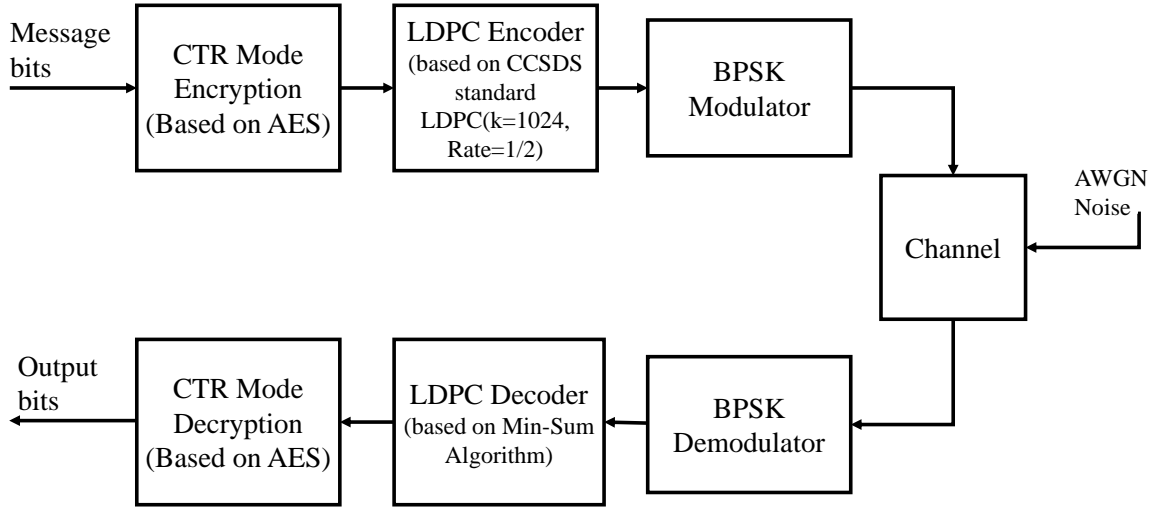 Message
bits
CTR Mode
Encryption
(Based on AES)
LDPC Encoder
(based on CCSDS
standard
LDPC(k=1024,
Rate=1/2)
BPSK
Modulator
AWGN
Noise
Channel
Output
bits
CTR Mode
Decryption
(Based on AES)
LDPC Decoder
(based on Min-Sum
Algorithm)
BPSK
Demodulator